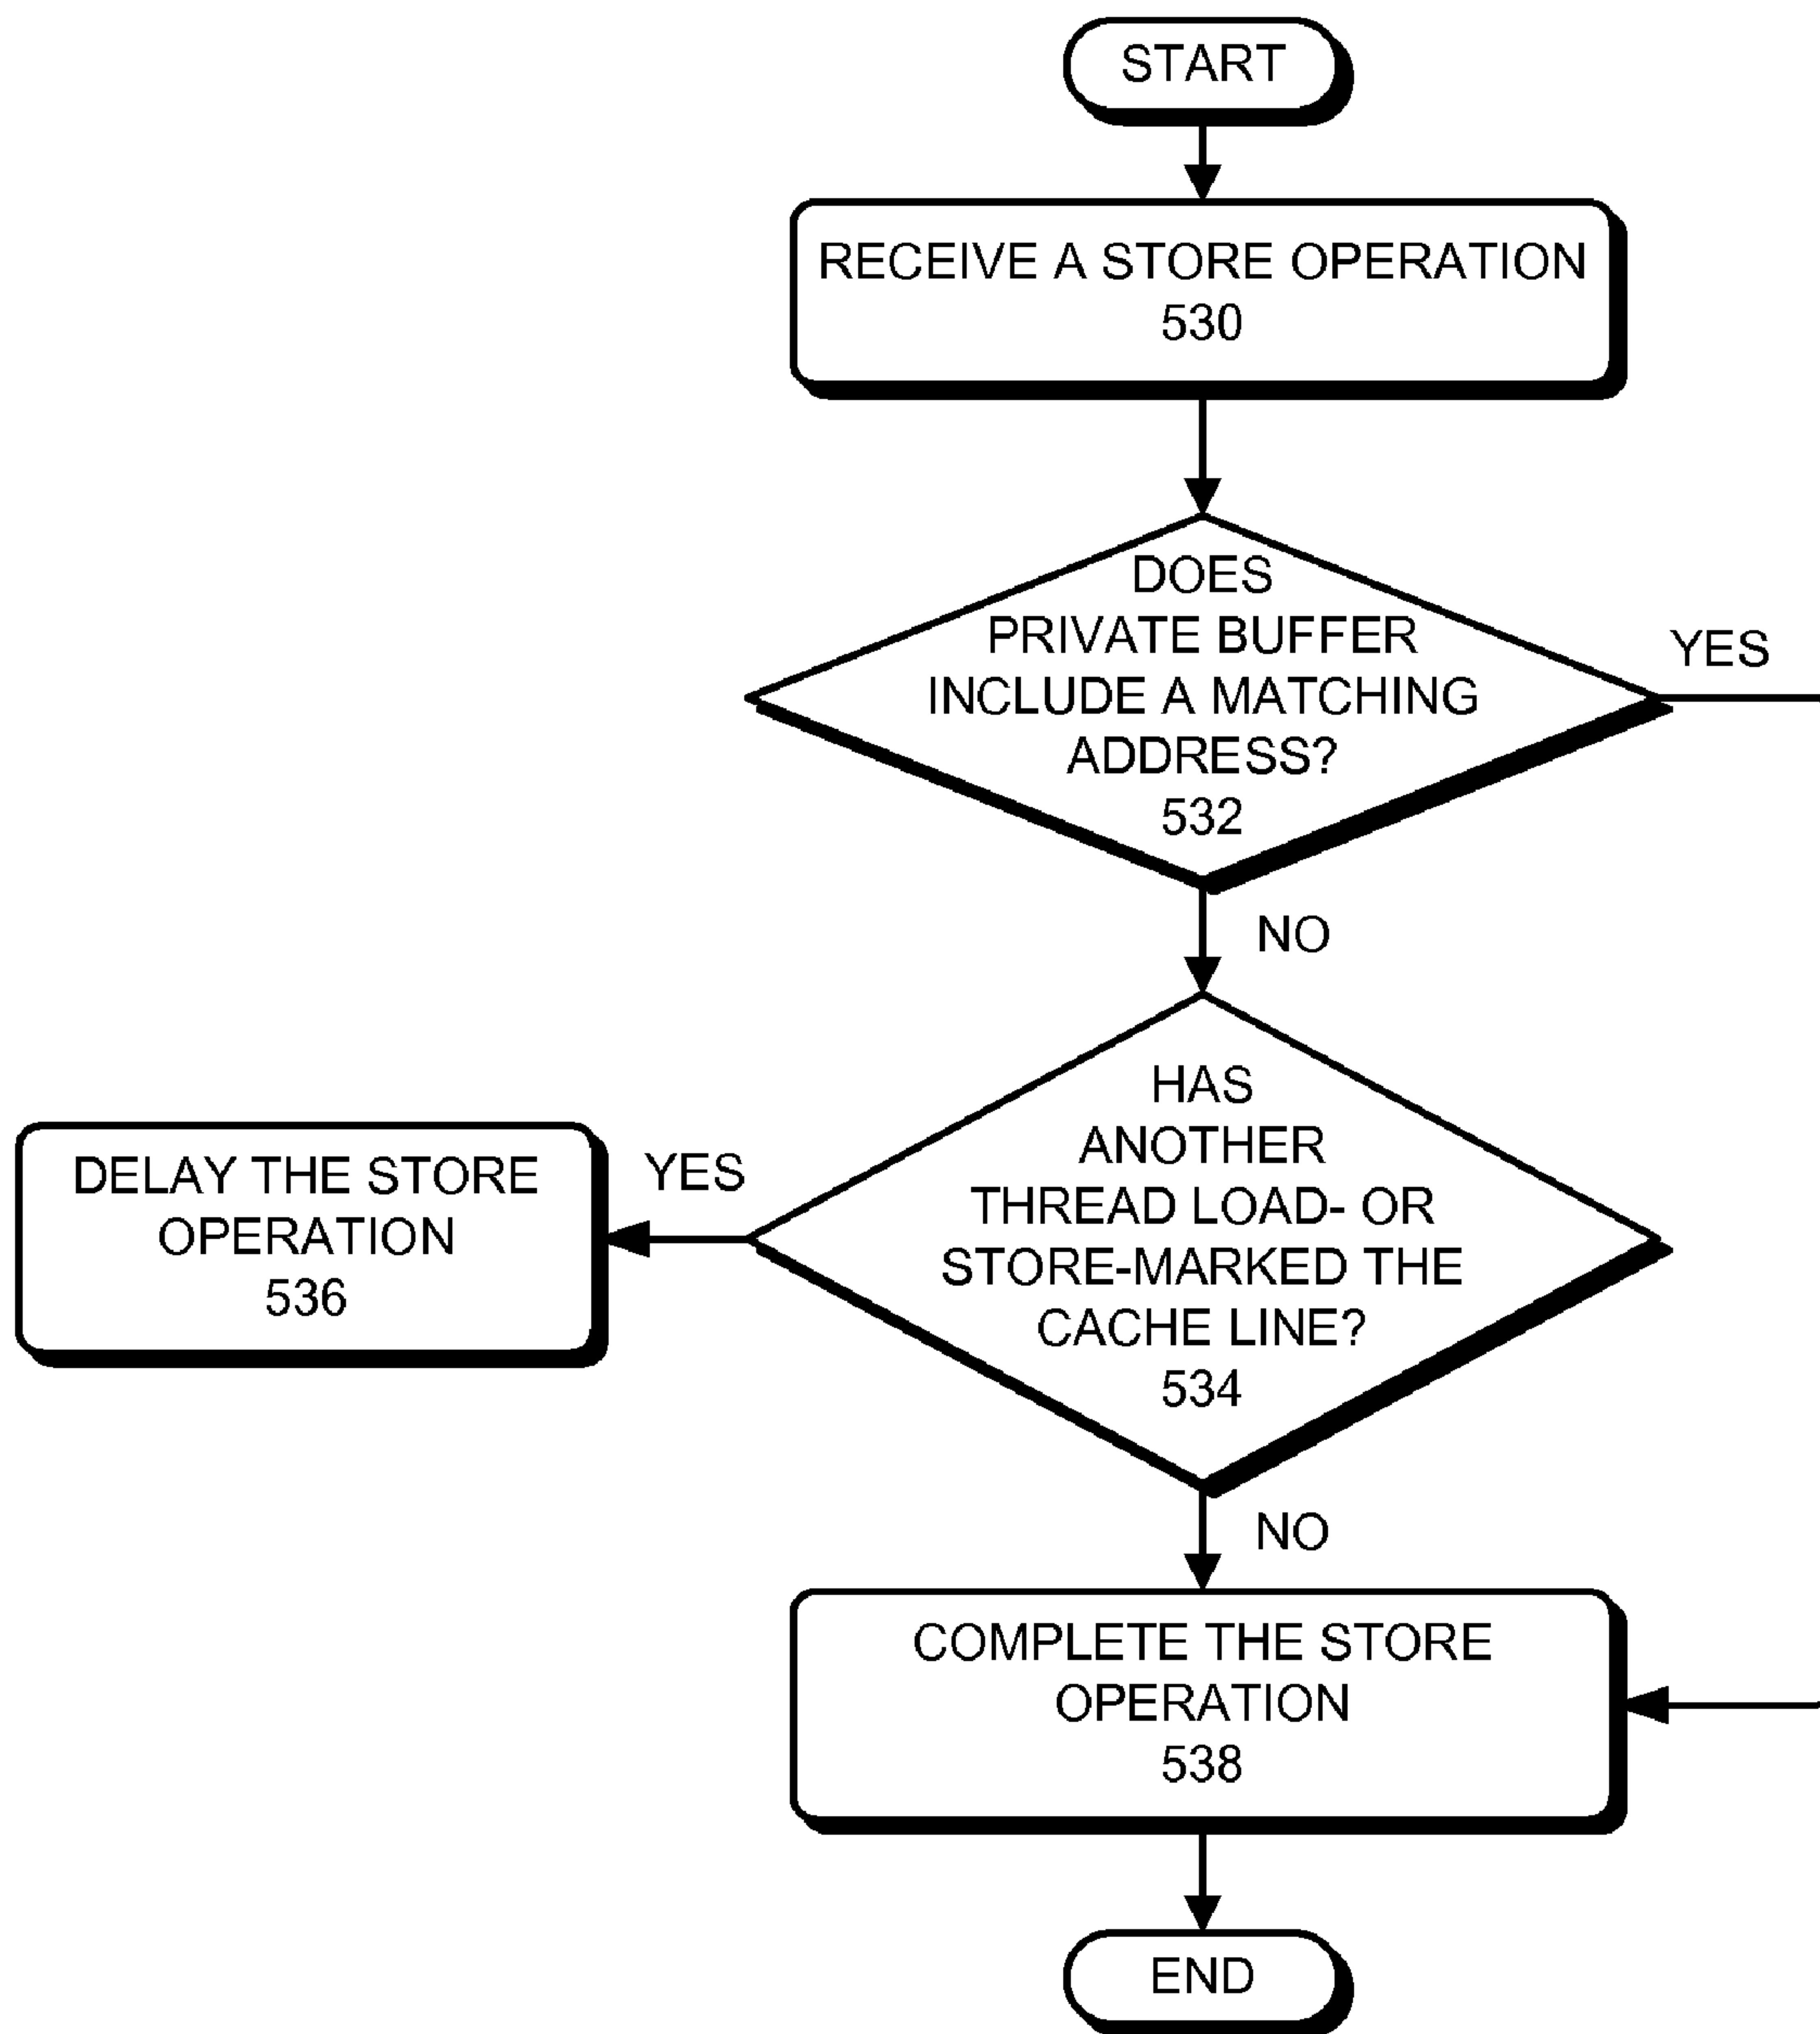 START
RECEIVE A STORE OPERATION
530
DOES
PRIVATE BUFFER
INCLUDE A MATCHING
ADDRESS?
532
YES
NO
HAS
ANOTHER
THREAD LOAD- OR
STORE-MARKED THE
CACHE LINE?
534
YES
DELAY THE STORE
OPERATION
536
NO
COMPLETE THE STORE
OPERATION
538
END